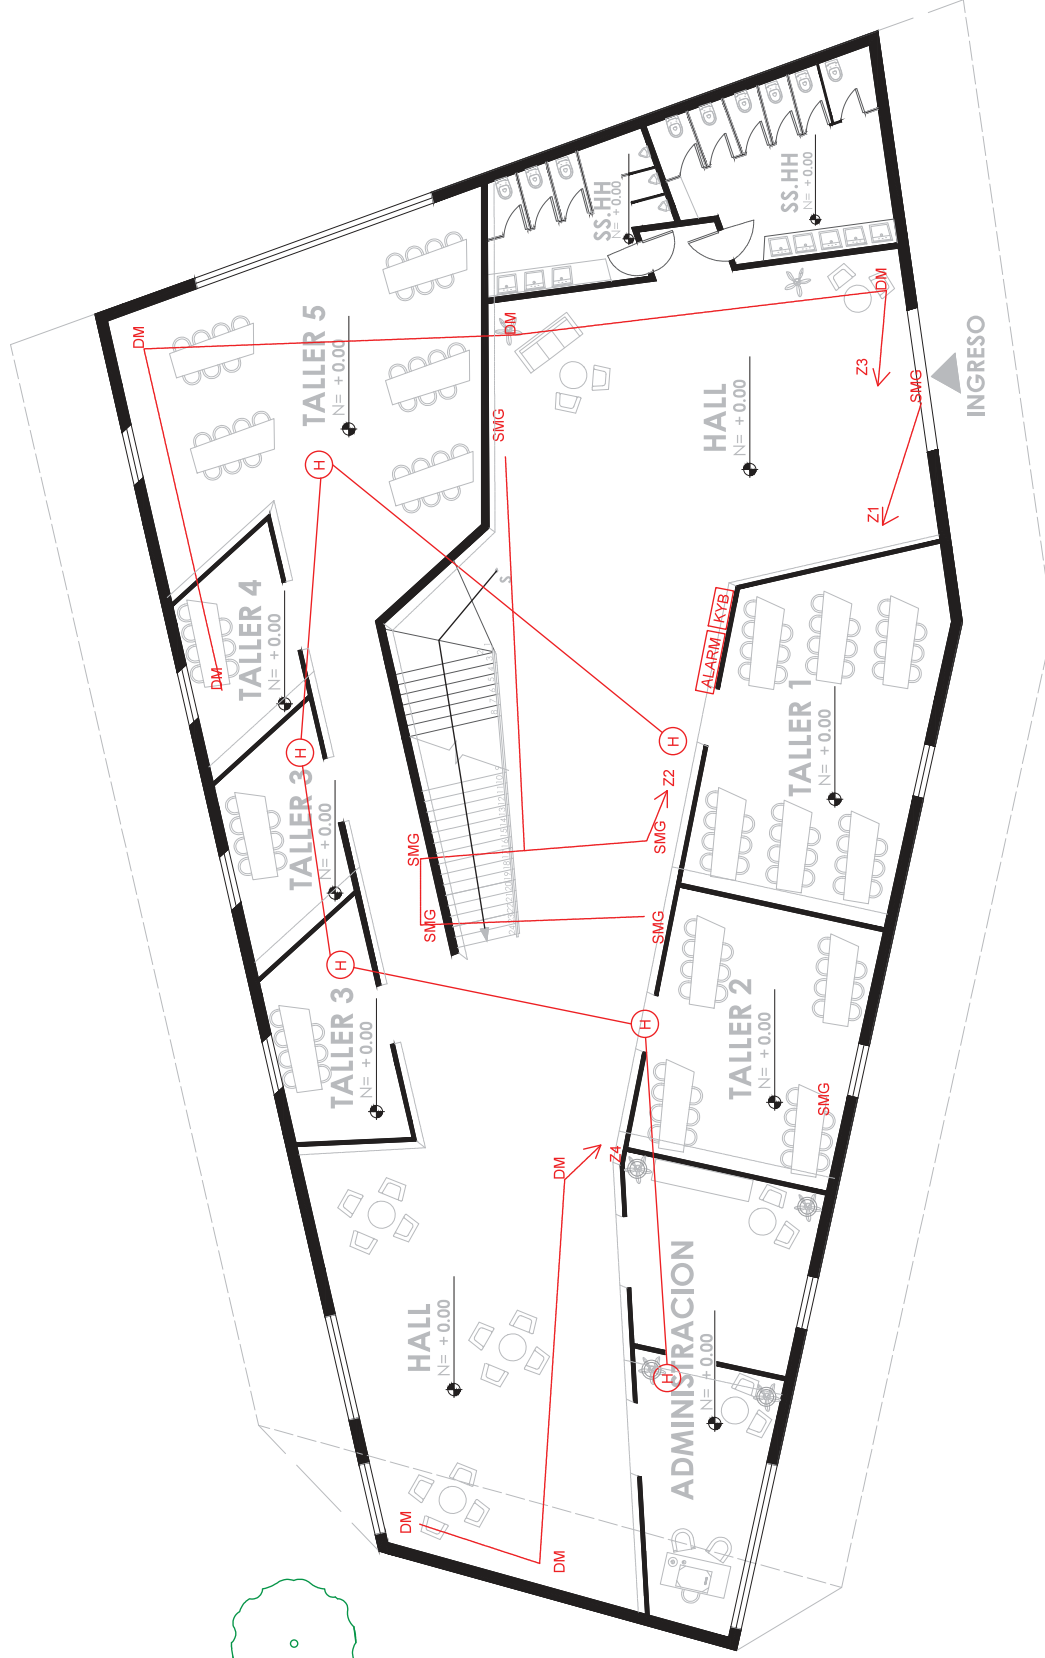 SS.HH
N= +0.00
SS.HH
N= +0.00
DM
DM
DM
TALLER 5
N= +0.00
Z3
SMG
INGRESO
HALL
N= +0.00
SMG
H
Z1
S
TALLER 4
N= +0.00
DM
KYB
ALARM
H
H
Z2
TALLER 1
N= +0.00
TALLER 3
N= +0.00
SMG
SMG
SMG
SMG
H
H
TALLER 3
N= +0.00
TALLER 2
N= +0.00
SMG
DM
Z4
HALL
N= +0.00
ADMINISTRACION
N= +0.00
H
DM
DM